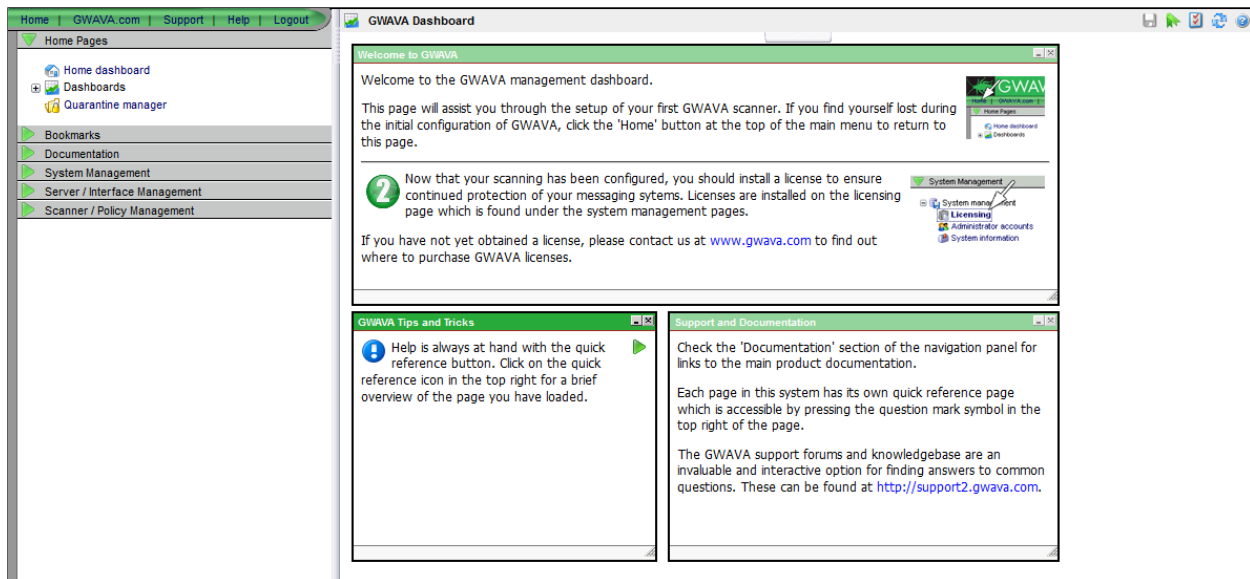 Home | GWAVA.com | Support | Help | Logout
Home Pages
Home dashboard
Dashboards
Quarantine manager
Bookmarks
Documentation
System Management
Server / Interface Management
Scanner / Policy Management
GWAVA Dashboard
Welcome to GWAVA
Welcome to the GWAVA management dashboard.
This page will assist you through the setup of your first GWAVA scanner. If you find yourself lost during
the initial configuration of GWAVA, click the 'Home' button at the top of the main menu to return to
this page.
GWAV
Home | GWAVA.com |
Home Pages
Home dashboard
Dashboards
2
Now that your scanning has been configured, you should install a license to ensure
continued protection of your messaging sytems. Licenses are installed on the licensing
page which is found under the system management pages.
If you have not yet obtained a license, please contact us at www.gwava.com to find out
where to purchase GWAVA licenses.
System Management
System management
Licensing
Administrator accounts
System information
GWAVA Tips and Tricks
Help is always at hand with the quick
reference button. Click on the quick
reference icon in the top right for a brief
overview of the page you have loaded.
Support and Documentation
Check the 'Documentation' section of the navigation panel for
links to the main product documentation.
Each page in this system has its own quick reference page
which is accessible by pressing the question mark symbol in the
top right of the page.
The GWAVA support forums and knowledgebase are an
invaluable and interactive option for finding answers to common
questions. These can be found at http://support2.gwava.com.